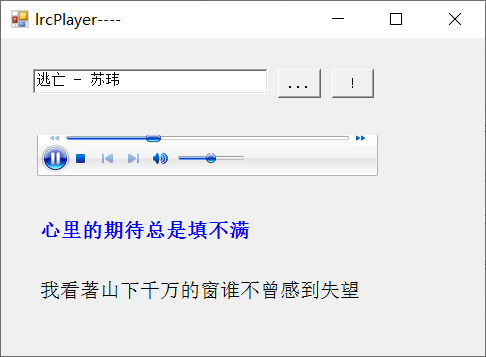 lrcPlayer----
逃亡 - 苏玮
... !
心里的期待总是填不满
我看著山下千万的窗谁不曾感到失望